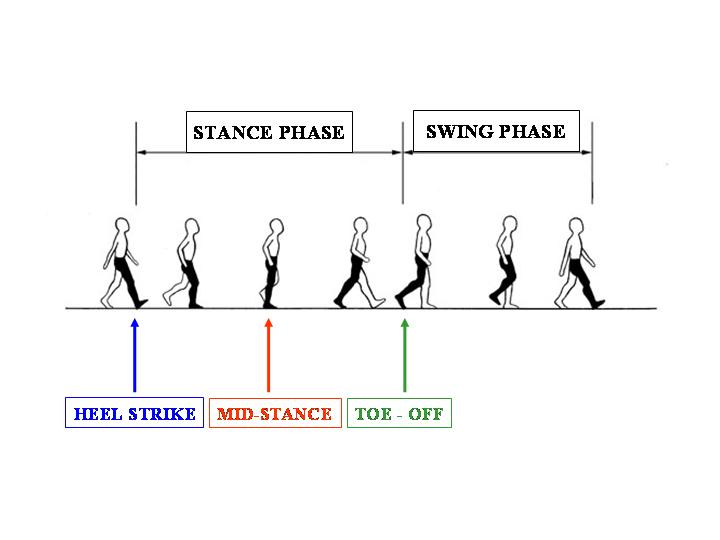 STANCE PHASE
SWING PHASE
HEEL STRIKE
MID-STANCE
TOE - OFF